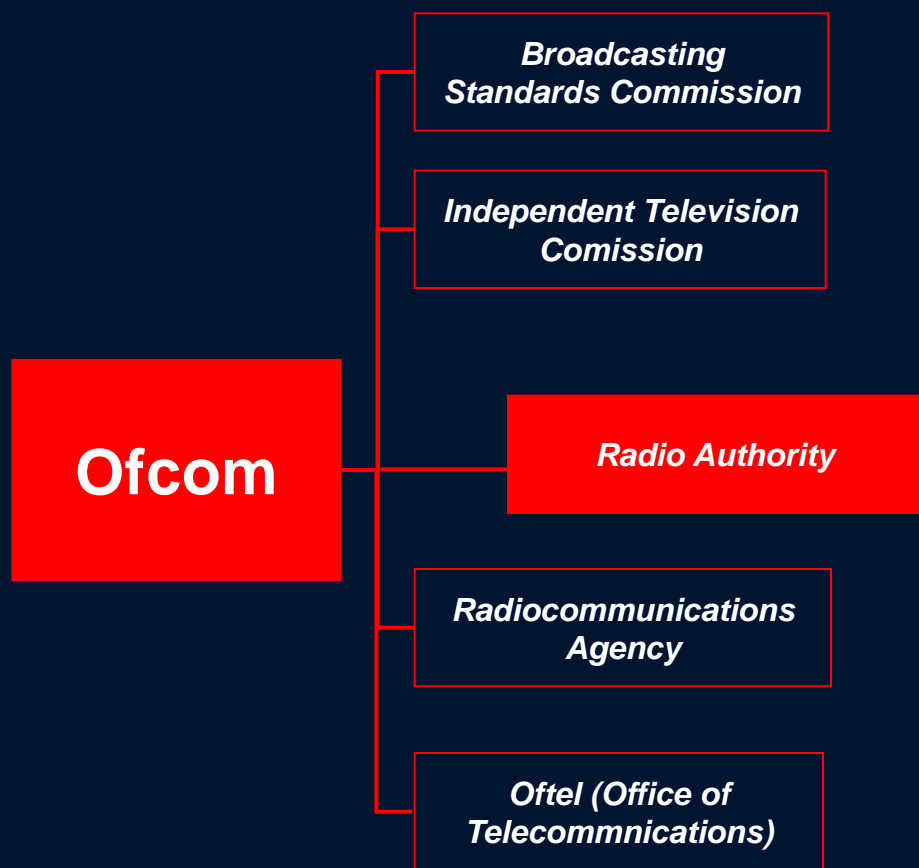 Broadcasting
Standards Commission
Independent Television
Comission
Ofcom
Radio Authority
Radiocommunications
Agency
Oftel (Office of
Telecommnications)